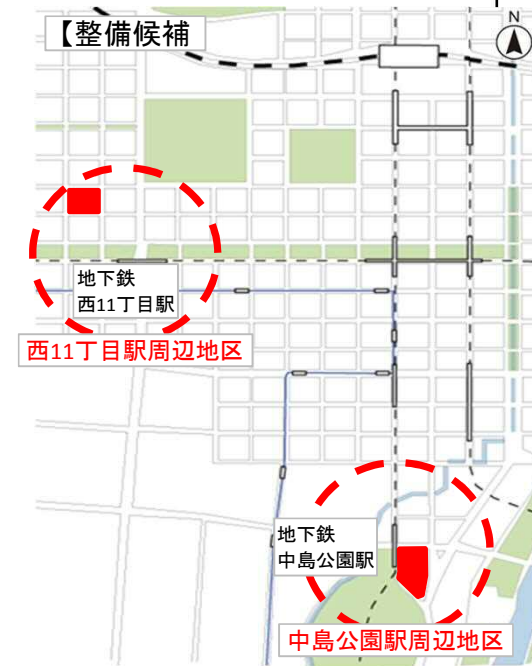 【整備候補
N
地下鉄
西11丁目駅
西11丁目駅周辺地区
地下鉄
中島公園駅
中島公園駅周辺地区